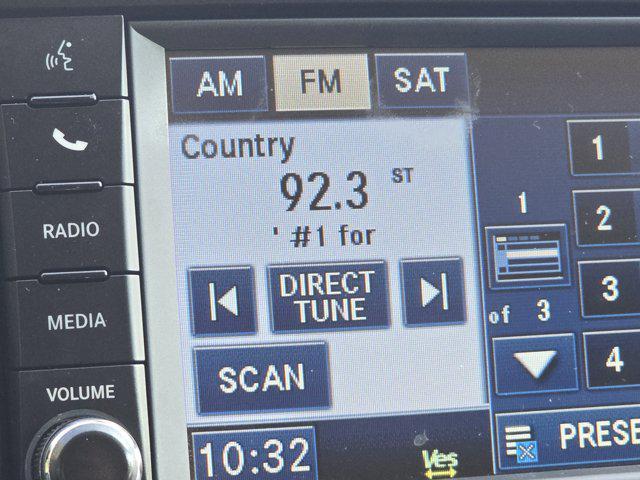 AM FM SAT
Country
92.3 ST
' #1 for
DIRECT
TUNE
SCAN
10:32
Ves
RADIO
MEDIA
VOLUME
1
of 3
1
2
3
4
PRESE